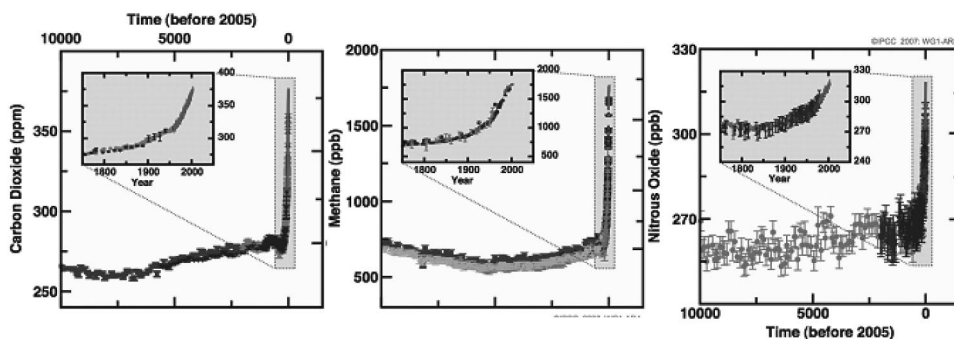 Time (before 2005)
10000 5000 0
Carbon Dioxide (ppm)
350
300
250
400
350
300
1800 1900 2000
Year
Methane (ppb)
2000
1500
1000
500
2000
1500
1000
500
1800 1900 2000
Year
©IPCC 2007: WG1-AR
Nitrous Oxide (ppb)
330
300
270
330
300
270
240
1800 1900 2000
Year
10000 5000 0
Time (before 2005)